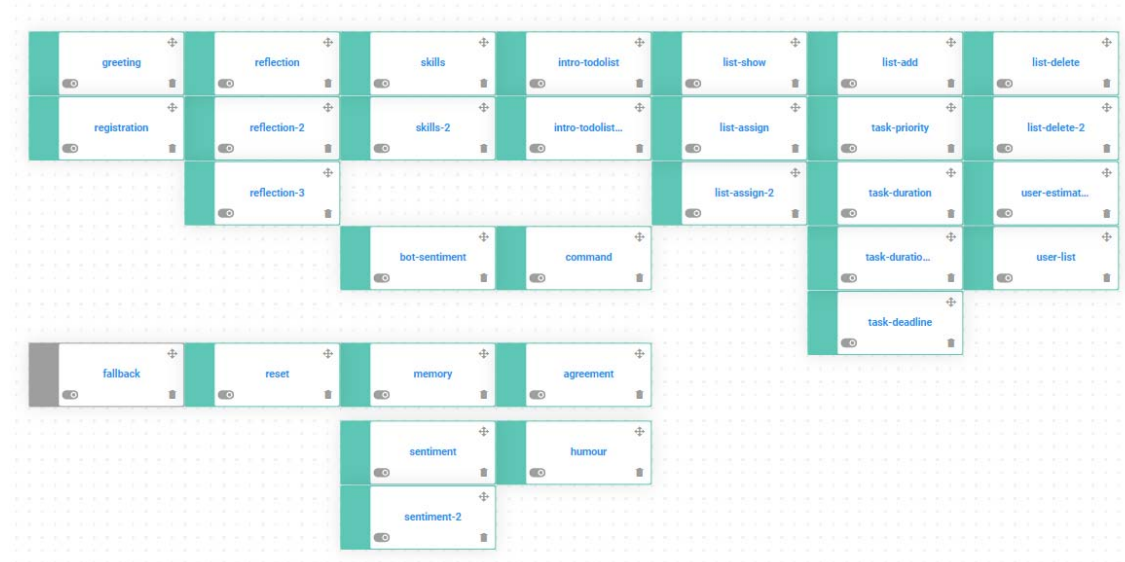 greeting
reflection
skills
intro-todolist
list-show
list-add
list-delete
registration
reflection-2
skills-2
intro-todolist...
list-assign
task-priority
list-delete-2
reflection-3
list-assign-2
task-duration
user-estimat...
bot-sentiment
command
task-duratio...
user-list
task-deadline
fallback
reset
memory
agreement
sentiment
humour
sentiment-2